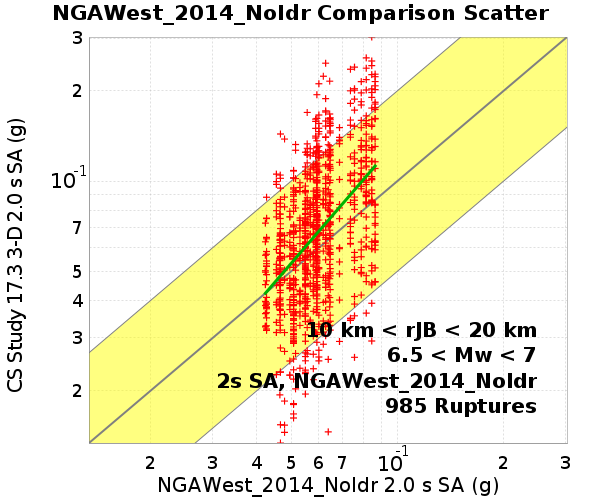 NGAWest_2014_NoIdr Comparison Scatter
CS Study 17.3 3-D 2.0 s SA (g)
3
2
10-1
7
5
4
3
2
10 km < rJB < 20 km
6.5 < Mw < 7
2s SA, NGAWest_2014_NoIdr
985 Ruptures
2 3 4 5 6 7 10-1 2 3
NGAWest_2014_NoIdr 2.0 s SA (g)